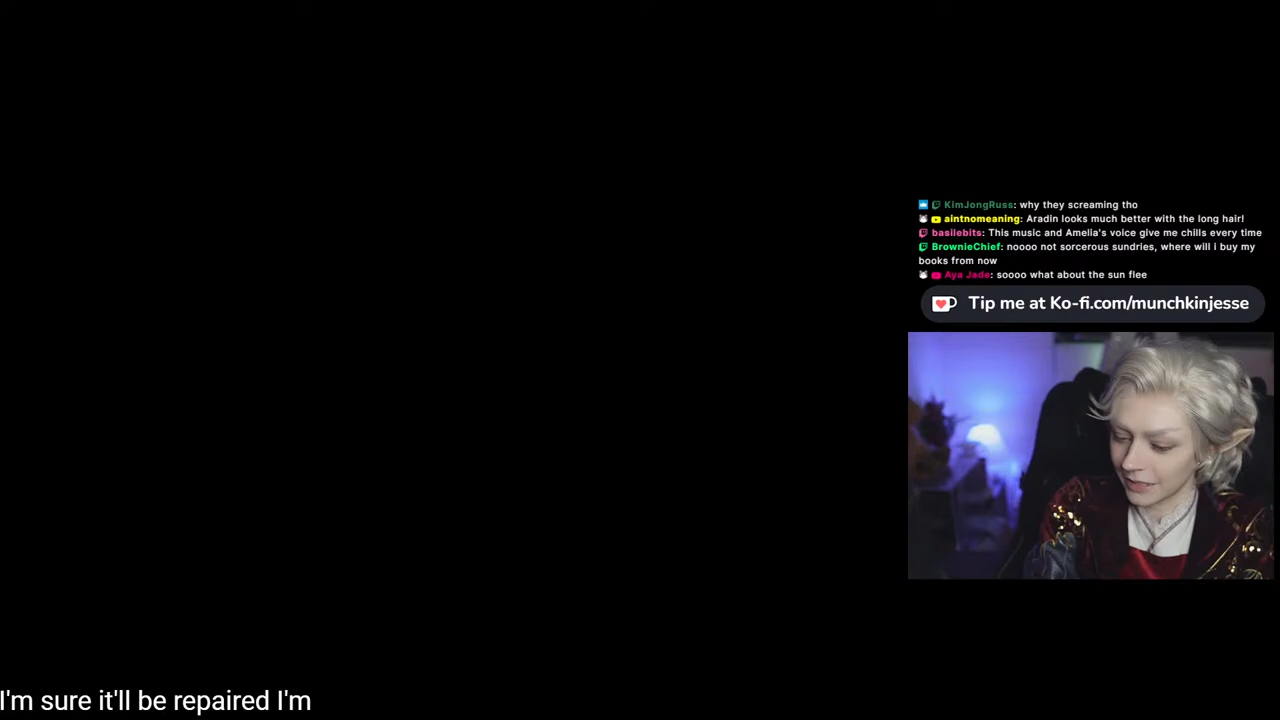 KimJongRuss: why they screaming tho
aintnomeaning: Aradin looks much better with the long hair!
basilebits: This music and Amelia's voice give me chills every time
BrownieChief: noooo not sorcerous sundries, where will i buy my
books from now
Aya Jade: soooo what about the sun flee
Tip me at Ko-fi.com/munchkinjesse
I'm sure it'll be repaired I'm